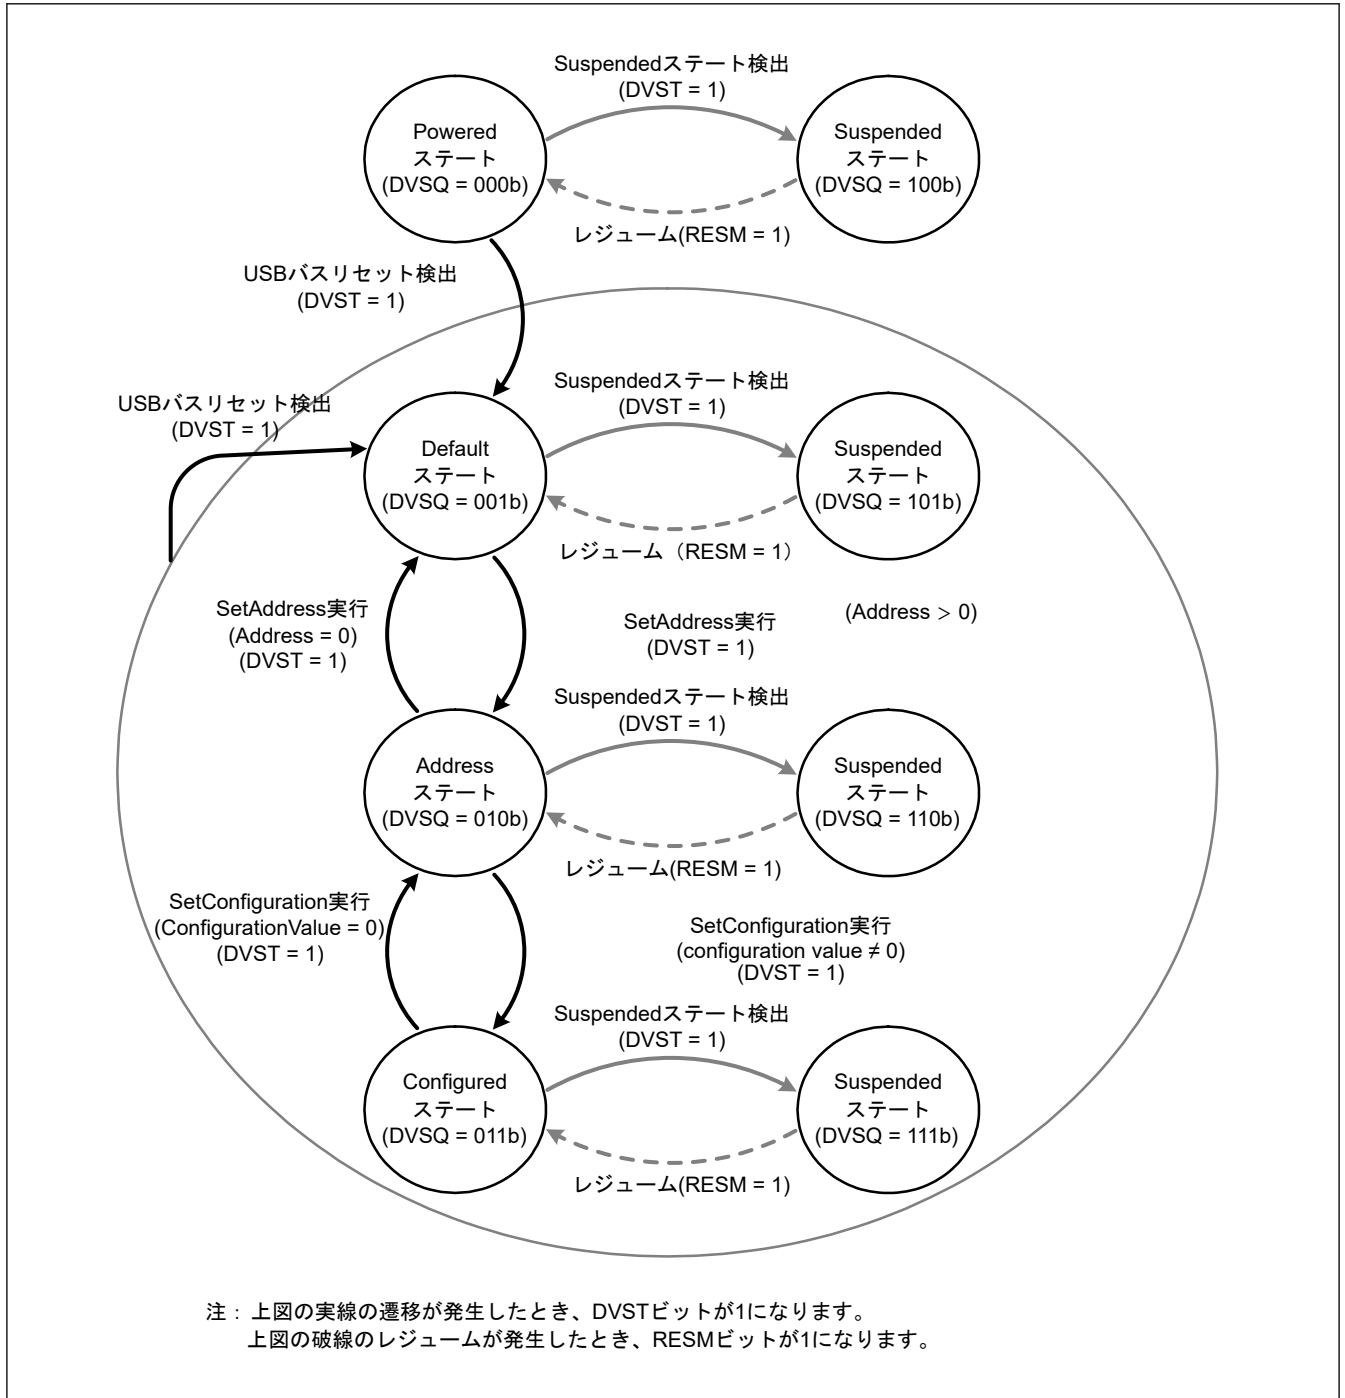 Suspendedステート検出
(DVST = 1)
Powered
ステート
(DVSQ = 000b)
Suspended
ステート
(DVSQ = 100b)
レジューム(RESM = 1)
USBバスリセット検出
(DVST = 1)
Suspendedステート検出
(DVST = 1)
USBバスリセット検出
(DVST = 1)
Default
ステート
(DVSQ = 001b)
Suspended
ステート
(DVSQ = 101b)
レジューム（RESM = 1）
SetAddress実行
(Address = 0)
(DVST = 1)
SetAddress実行
(DVST = 1)
(Address > 0)
Suspendedステート検出
(DVST = 1)
Address
ステート
(DVSQ = 010b)
Suspended
ステート
(DVSQ = 110b)
レジューム(RESM = 1)
SetConfiguration実行
(ConfigurationValue = 0)
(DVST = 1)
SetConfiguration実行
(configuration value ≠ 0)
(DVST = 1)
Suspendedステート検出
(DVST = 1)
Configured
ステート
(DVSQ = 011b)
Suspended
ステート
(DVSQ = 111b)
レジューム(RESM = 1)
注：上図の実線の遷移が発生したとき、DVSTビットが1になります。
上図の破線のレジュームが発生したとき、RESMビットが1になります。